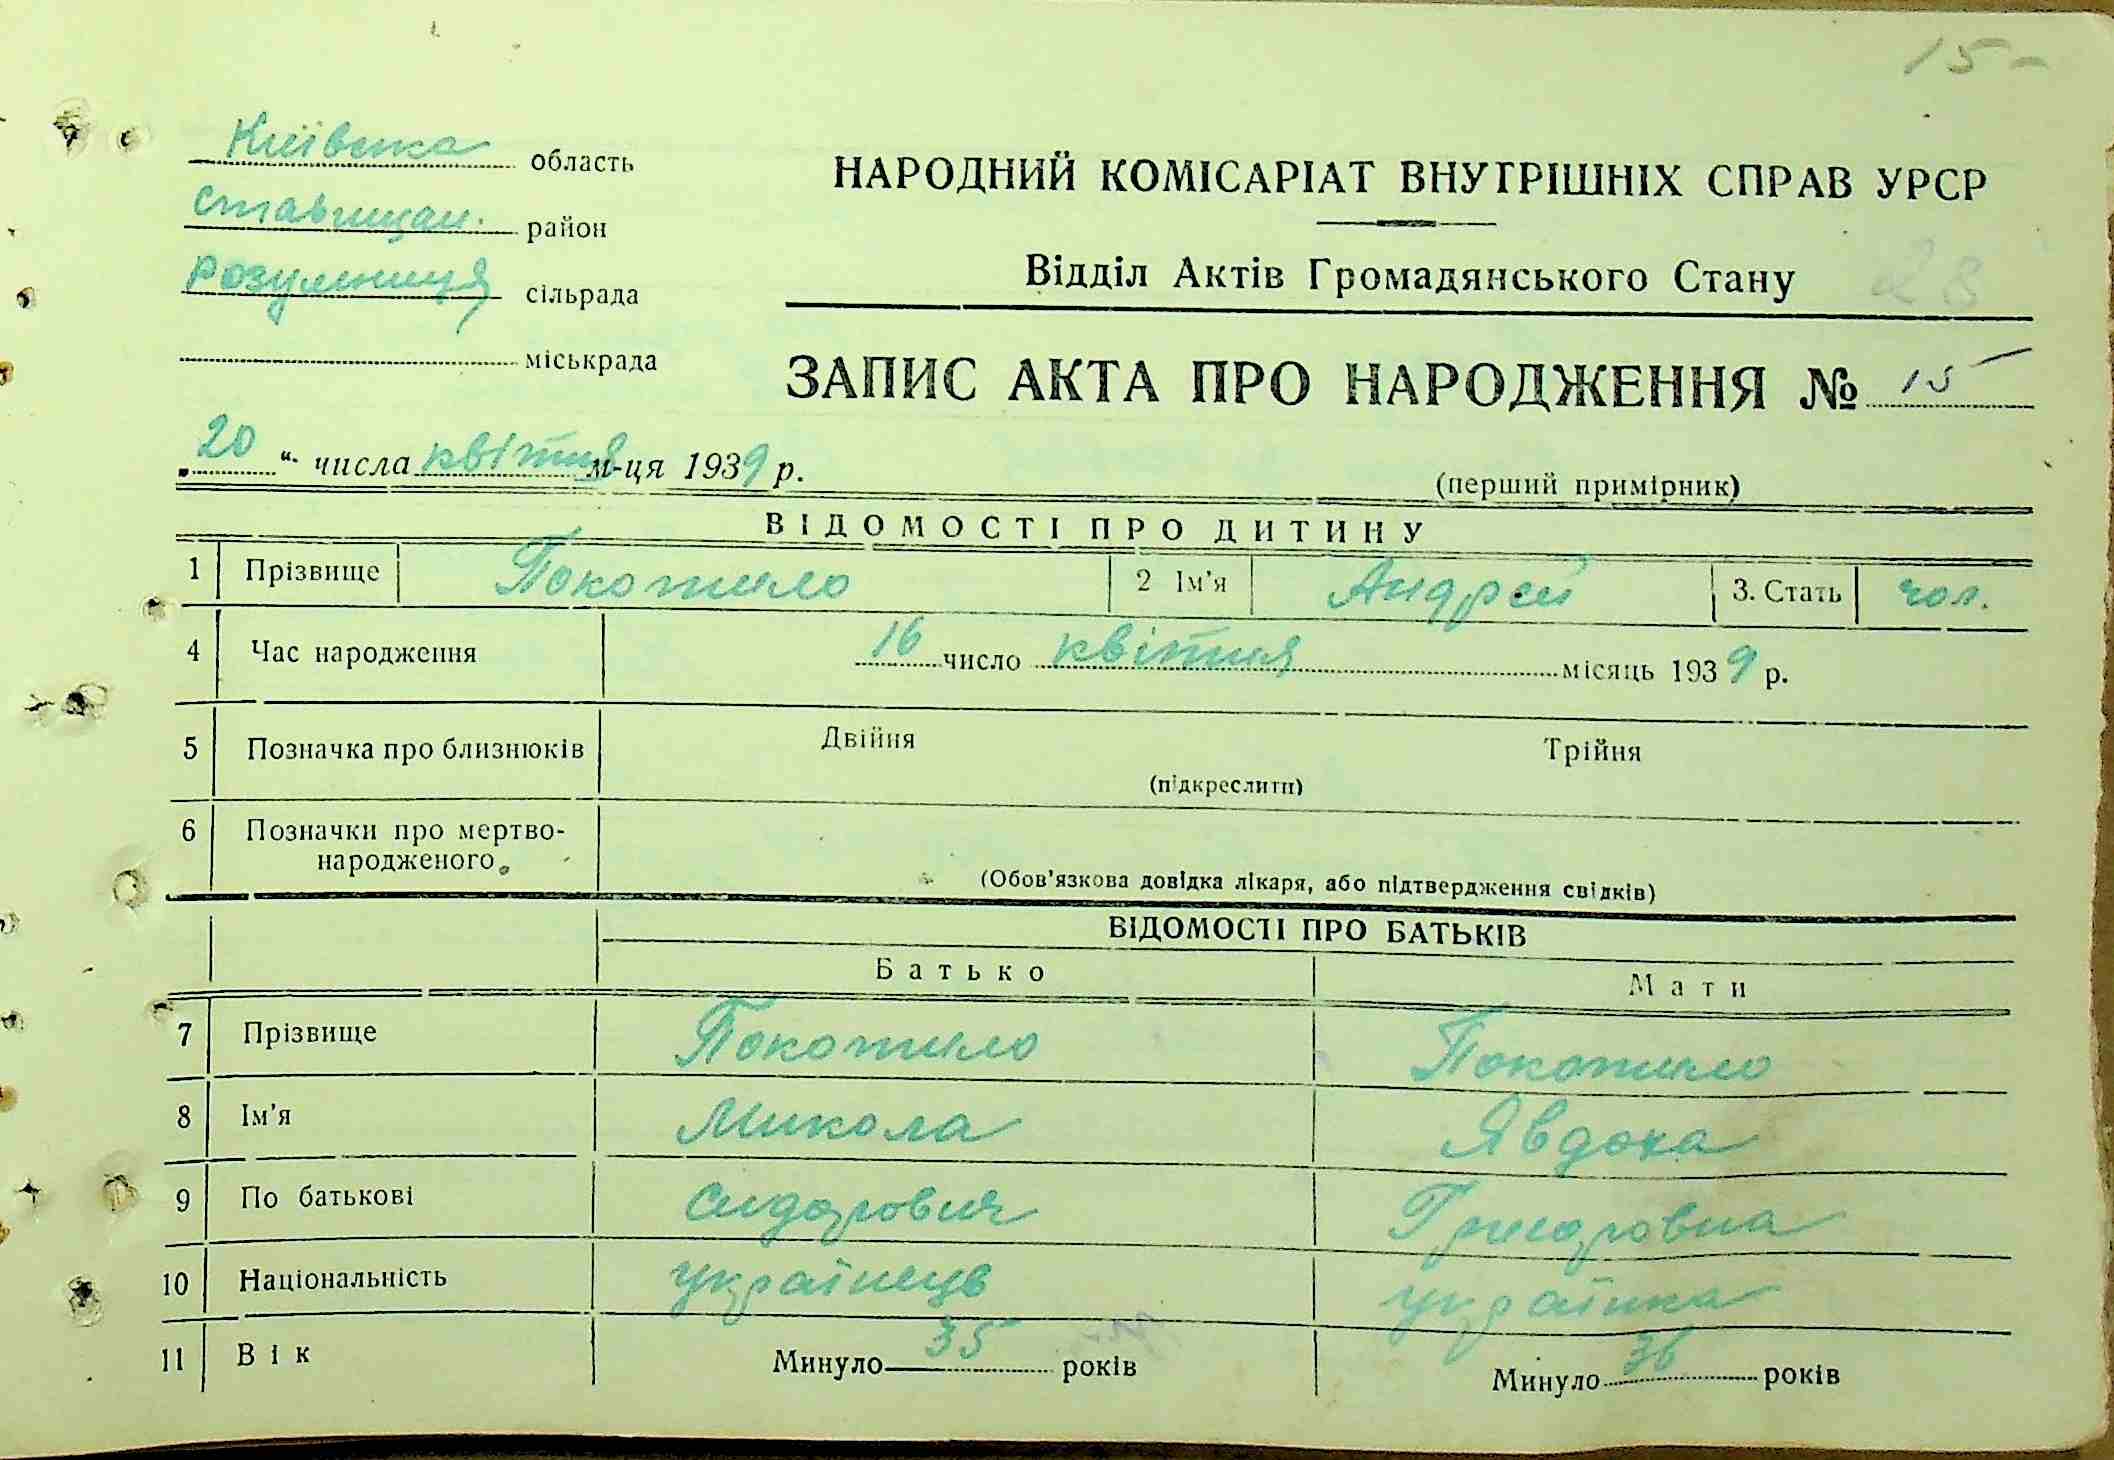 15-
Київська область
Ставищан. район
Розумниця сільрада
міськрада
НАРОДНИЙ КОМІСАРІАТ ВНУТРІШНІХ СПРАВ УРСР
Відділ Актів Громадянського Стану
28
ЗАПИС АКТА ПРО НАРОДЖЕННЯ № 15
„20“ числа квітня м-ця 1939 р.
(перший примірник)
ВІДОМОСТІ ПРО ДИТИНУ
1 Прізвище Покотило 2 Ім'я Андрей 3. Стать чол.
4 Час народження 16 число квітня місяць 1939 р.
5 Позначка про близнюків Двійня Трійня
(підкреслити)
6 Позначки про мертво-
народженого.
(Обов'язкова довідка лікаря, або підтвердження свідків)
ВІДОМОСТІ ПРО БАТЬКІВ
Батько Мати
7 Прізвище Покотило Покотило
8 Ім'я Микола Явдоха
9 По батькові Сидорович Григоровна
10 Національність українець українка
11 Вік Минуло 35 років Минуло 36 років